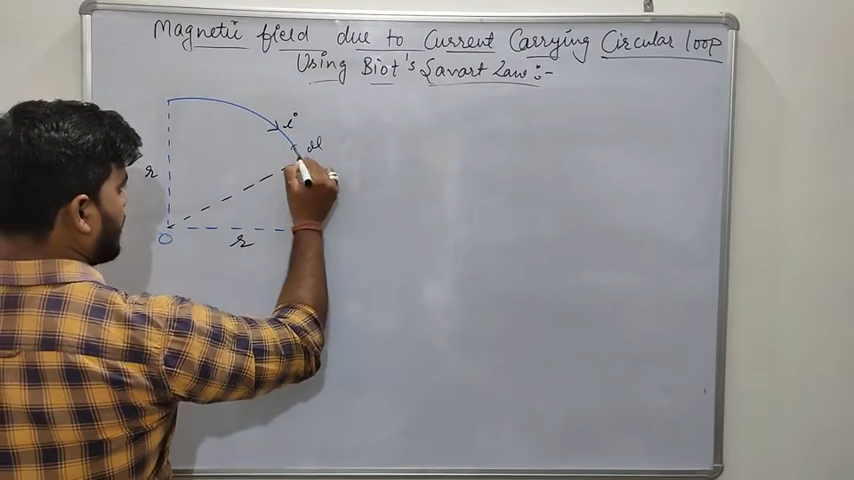 Magnetic field due to Current Carrying Circular loop
Using Biot's Savart Law :-
i
dl
r
O
r